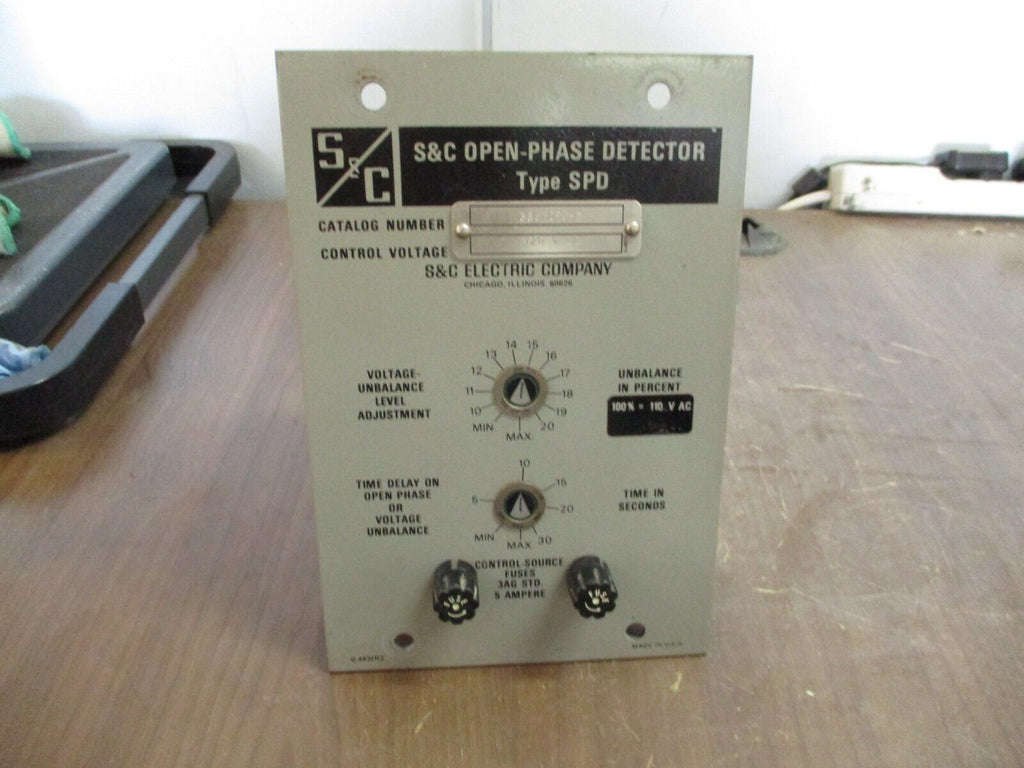 S&C
S&C OPEN-PHASE DETECTOR
Type SPD
CATALOG NUMBER
CONTROL VOLTAGE
S&C ELECTRIC COMPANY
CHICAGO, ILLINOIS 60626
VOLTAGE-
UNBALANCE
LEVEL
ADJUSTMENT
MIN 10 11 12 13 14 15 16 17 18 19 20 MAX
UNBALANCE
IN PERCENT
100% = 110 V AC
TIME DELAY ON
OPEN PHASE
OR
VOLTAGE
UNBALANCE
MIN 5 10 15 20 30 MAX
TIME IN
SECONDS
CONTROL-SOURCE
FUSES
3AG STD.
5 AMPERE
FUSE
FUSE
MADE IN U.S.A.